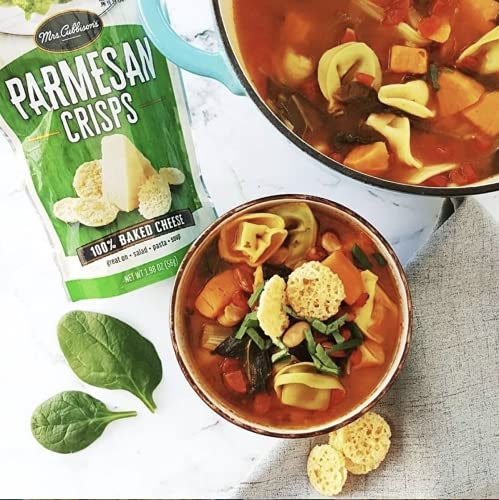 Mrs. Cubbison's
PARMESAN
CRISPS
100% BAKED CHEESE
great on • salad • pasta • soup
NET WT 1.98 OZ (56g)